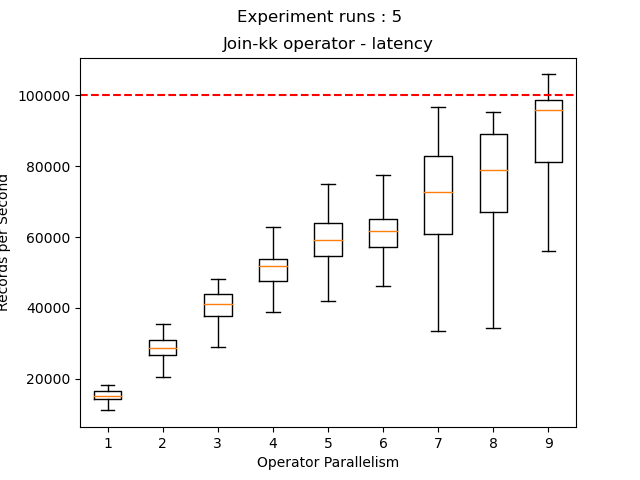 Experiment runs : 5
Join-kk operator - latency
100000
80000
60000
40000
20000
Records per Second
1 2 3 4 5 6 7 8 9
Operator Parallelism